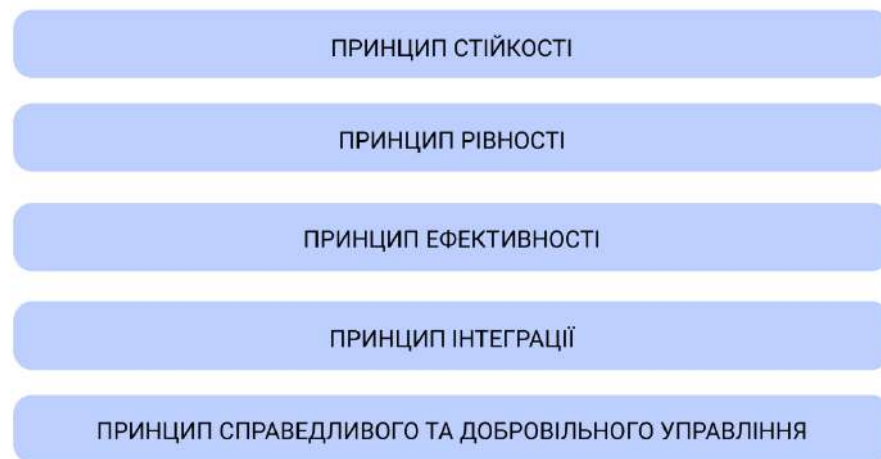 ПРИНЦИП СТІЙКОСТІ
ПРИНЦИП РІВНОСТІ
ПРИНЦИП ЕФЕКТИВНОСТІ
ПРИНЦИП ІНТЕГРАЦІЇ
ПРИНЦИП СПРАВЕДЛИВОГО ТА ДОБРОВІЛЬНОГО УПРАВЛІННЯ